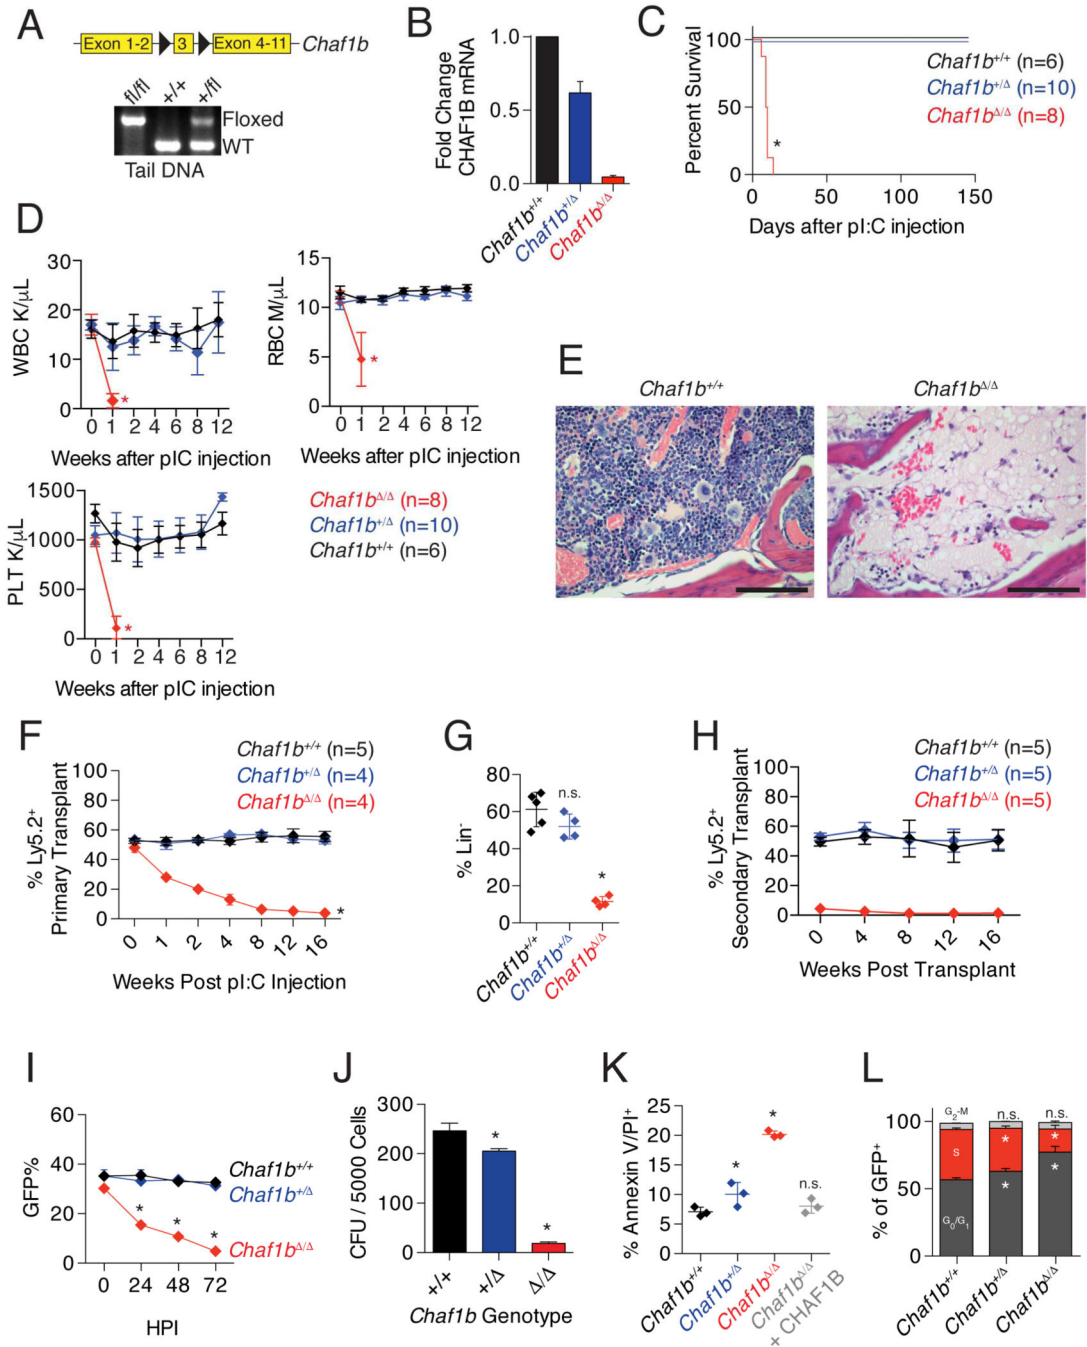 A
Exon 1-2 3 Exon 4-11 Chaf1b
fl/fl +/+ +/fl
Floxed
WT
Tail DNA
B
Fold Change
CHAF1B mRNA
1.0
0.5
0.0
Chaf1b+/+ Chaf1b+/Δ Chaf1bΔ/Δ
C
Percent Survival
100
50
0
0 50 100 150
Days after pI:C injection
Chaf1b+/+ (n=6)
Chaf1b+/Δ (n=10)
Chaf1bΔ/Δ (n=8)
*
D
WBC K/μL
30
20
10
0
*
0 1 2 4 6 8 12
Weeks after pIC injection
RBC M/μL
15
10
5
0
*
0 1 2 4 6 8 12
Weeks after pIC injection
PLT K/μL
1500
1000
500
0
*
0 1 2 4 6 8 12
Weeks after pIC injection
Chaf1bΔ/Δ (n=8)
Chaf1b+/Δ (n=10)
Chaf1b+/+ (n=6)
E
Chaf1b+/+ Chaf1bΔ/Δ
F
Chaf1b+/+ (n=5)
Chaf1b+/Δ (n=4)
Chaf1bΔ/Δ (n=4)
% Ly5.2+
Primary Transplant
100
80
60
40
20
0
*
0 1 2 4 8 12 16
Weeks Post pI:C Injection
G
% Lin-
80
60
40
20
0
n.s.
*
Chaf1b+/+ Chaf1b+/Δ Chaf1bΔ/Δ
H
Chaf1b+/+ (n=5)
Chaf1b+/Δ (n=5)
Chaf1bΔ/Δ (n=5)
% Ly5.2+
Secondary Transplant
100
80
60
40
20
0
0 4 8 12 16
Weeks Post Transplant
I
GFP%
60
40
20
0
Chaf1b+/+
Chaf1b+/Δ
Chaf1bΔ/Δ
* * *
0 24 48 72
HPI
J
CFU / 5000 Cells
300
200
100
0
* *
+/+ +/Δ Δ/Δ
Chaf1b Genotype
K
% Annexin V/PI+
25
20
15
10
5
0
* * n.s.
Chaf1b+/+ Chaf1b+/Δ Chaf1bΔ/Δ Chaf1bΔ/Δ
+ CHAF1B
L
% of GFP+
100
50
0
G2-M n.s. n.s.
S * *
G0/G1 * *
Chaf1b+/+ Chaf1b+/Δ Chaf1bΔ/Δ